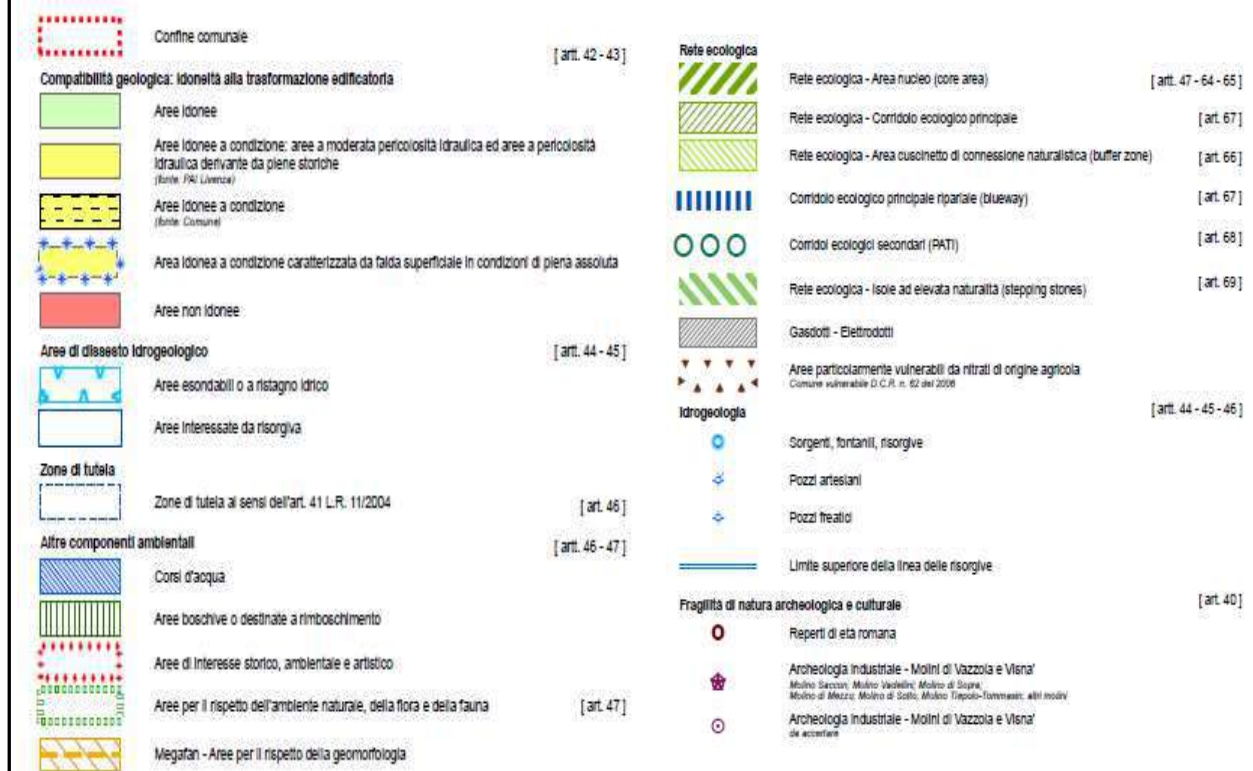 Confine comunale
[ artt. 42 - 43 ]
Compatibilità geologica: idoneità alla trasformazione edificatoria
Aree idonee
Aree idonee a condizione: aree a moderata pericolosità idraulica ed aree a pericolosità
idraulica derivante da piene storiche
(fonte: PAI Livenza)
Aree idonee a condizione
(fonte: Comune)
Area idonea a condizione caratterizzata da falda superficiale in condizioni di piena assoluta
Aree non idonee
Aree di dissesto idrogeologico [ artt. 44 - 45 ]
Aree esondabili o a ristagno idrico
Aree interessate da risorgiva
Zone di tutela
Zone di tutela ai sensi dell'art. 41 L.R. 11/2004 [ art. 46 ]
Altre componenti ambientali [ artt. 46 - 47 ]
Corsi d'acqua
Aree boschive o destinate a rimboschimento
Aree di interesse storico, ambientale e artistico
Aree per il rispetto dell'ambiente naturale, della flora e della fauna [ art. 47 ]
Megafan - Aree per il rispetto della geomorfologia
Rete ecologica
Rete ecologica - Area nucleo (core area) [ artt. 47 - 64 - 65 ]
Rete ecologica - Corridoio ecologico principale [ art. 67 ]
Rete ecologica - Area cuscinetto di connessione naturalistica (buffer zone) [ art. 66 ]
Corridoio ecologico principale ripariale (blueway) [ art. 67 ]
Corridoi ecologici secondari (PATI) [ art. 68 ]
Rete ecologica - Isole ad elevata naturalità (stepping stones) [ art. 69 ]
Gasdotti - Elettrodotti
Aree particolarmente vulnerabili da nitrati di origine agricola
Comune vulnerabile D.C.R. n. 62 del 2006
Idrogeologia [ artt. 44 - 45 - 46 ]
Sorgenti, fontanili, risorgive
Pozzi artesiani
Pozzi freatici
Limite superiore della linea delle risorgive
Fragilità di natura archeologica e culturale [ art. 40 ]
Reperti di età romana
Archeologia industriale - Molini di Vazzola e Visna'
Molino Saccon; Molino Vadellini; Molino di Sopra;
Molino di Mezzo; Molino di Sotto; Molino Tiepolo-Tommasin; altri molini
Archeologia industriale - Molini di Vazzola e Visna'
da accertare